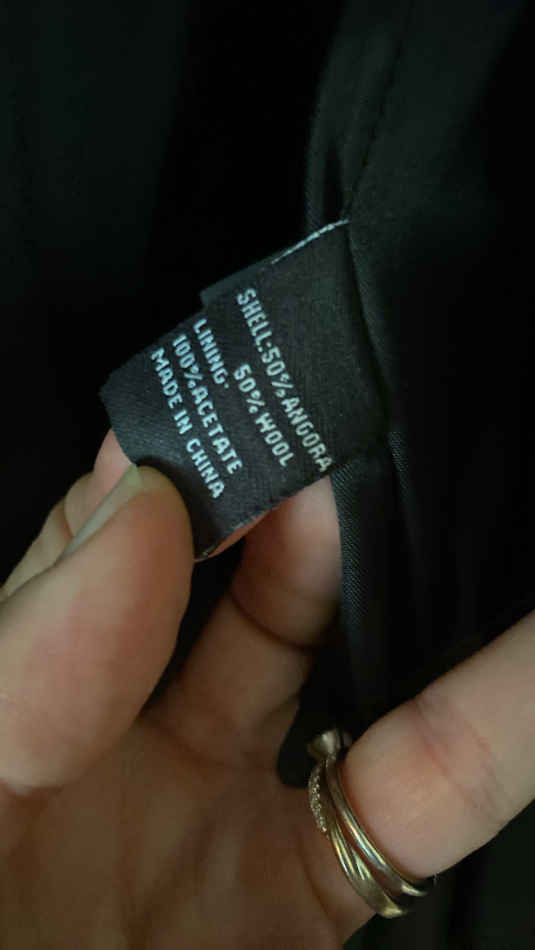 SHELL:50%ANGORA
50%WOOL
LINING:
100%ACETATE
MADE IN CHINA